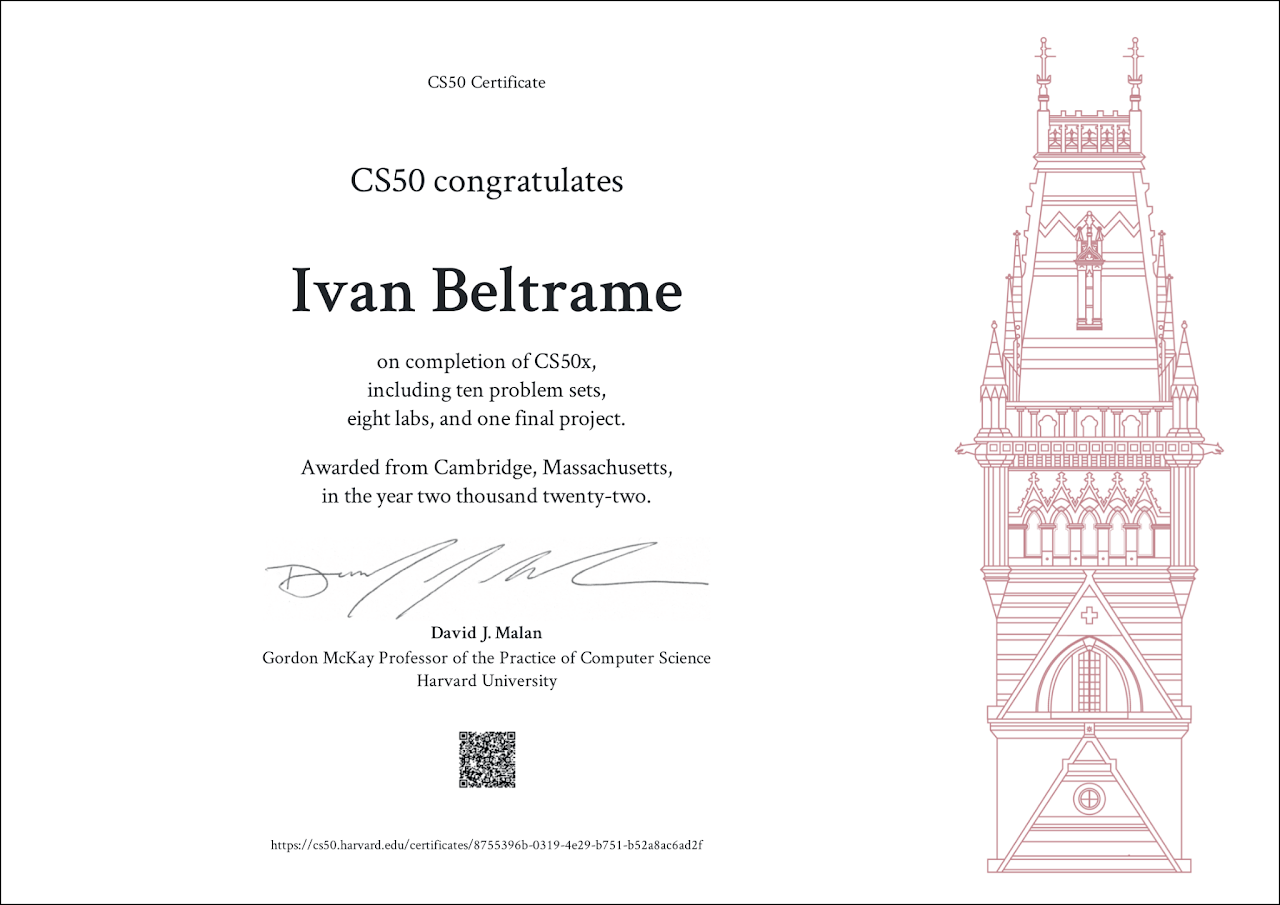 CS50 Certificate
CS50 congratulates
Ivan Beltrame
on completion of CS50x,
including ten problem sets,
eight labs, and one final project.
Awarded from Cambridge, Massachusetts,
in the year two thousand twenty-two.
David J. Malan
Gordon McKay Professor of the Practice of Computer Science
Harvard University
https://cs50.harvard.edu/certificates/8755396b-0319-4e29-b751-b52a8ac6ad2f